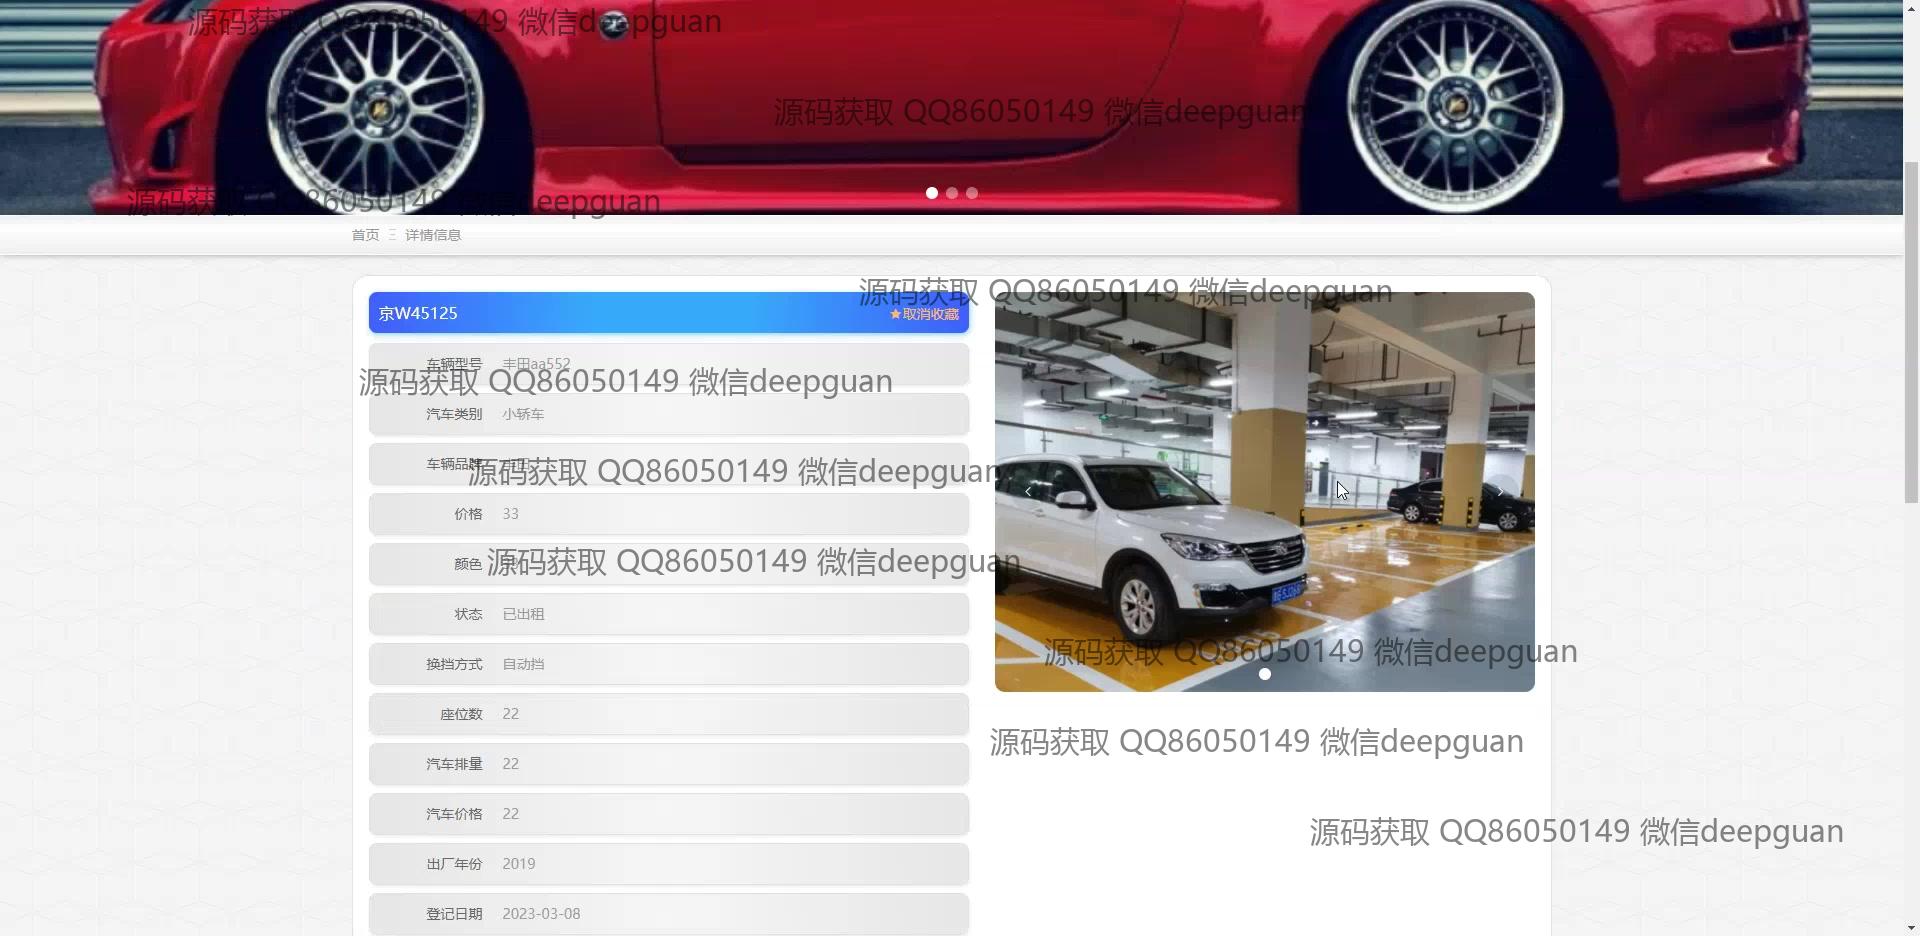 源码获取 QQ86050149 微信deepguan
源码获取 QQ86050149 微信deepguan
源码获取 QQ86050149 微信deepguan
首页 详情信息
源码获取 QQ86050149 微信deepguan
京W45125 ★取消收藏
车辆型号 丰田aa552
源码获取 QQ86050149 微信deepguan
汽车类别 小轿车
车辆品牌
源码获取 QQ86050149 微信deepguan
价格 33
颜色
源码获取 QQ86050149 微信deepguan
状态 已出租
源码获取 QQ86050149 微信deepguan
换挡方式 自动挡
座位数 22
源码获取 QQ86050149 微信deepguan
汽车排量 22
汽车价格 22
源码获取 QQ86050149 微信deepguan
出厂年份 2019
登记日期 2023-03-08